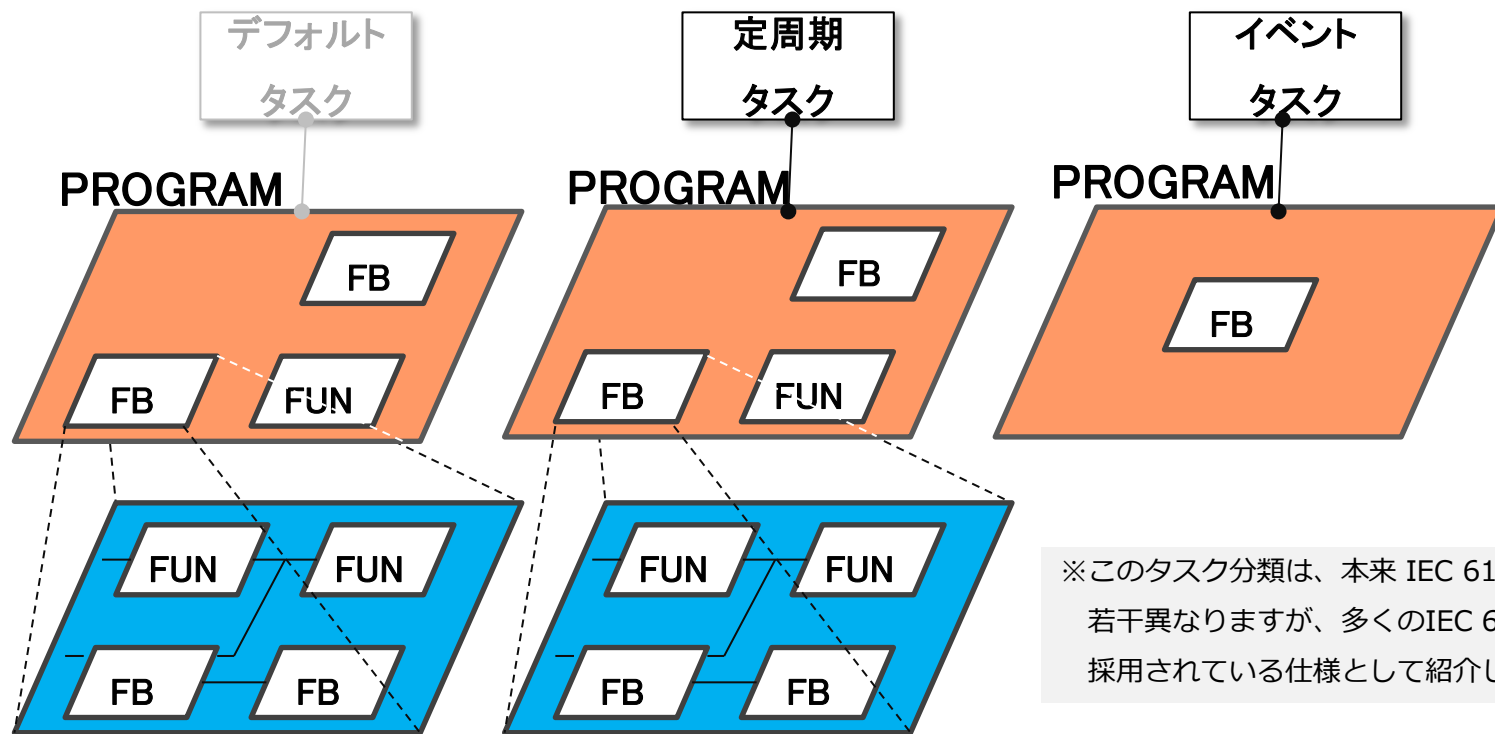 デフォルト
タスク
定周期
タスク
イベント
タスク
PROGRAM
PROGRAM
PROGRAM
FB
FB
FUN
FB
FB
FUN
FB
FUN
FUN
FB
FB
FUN
FUN
FB
FB
※このタスク分類は、本来 IEC 61
若干異なりますが、多くのIEC 6
採用されている仕様として紹介し